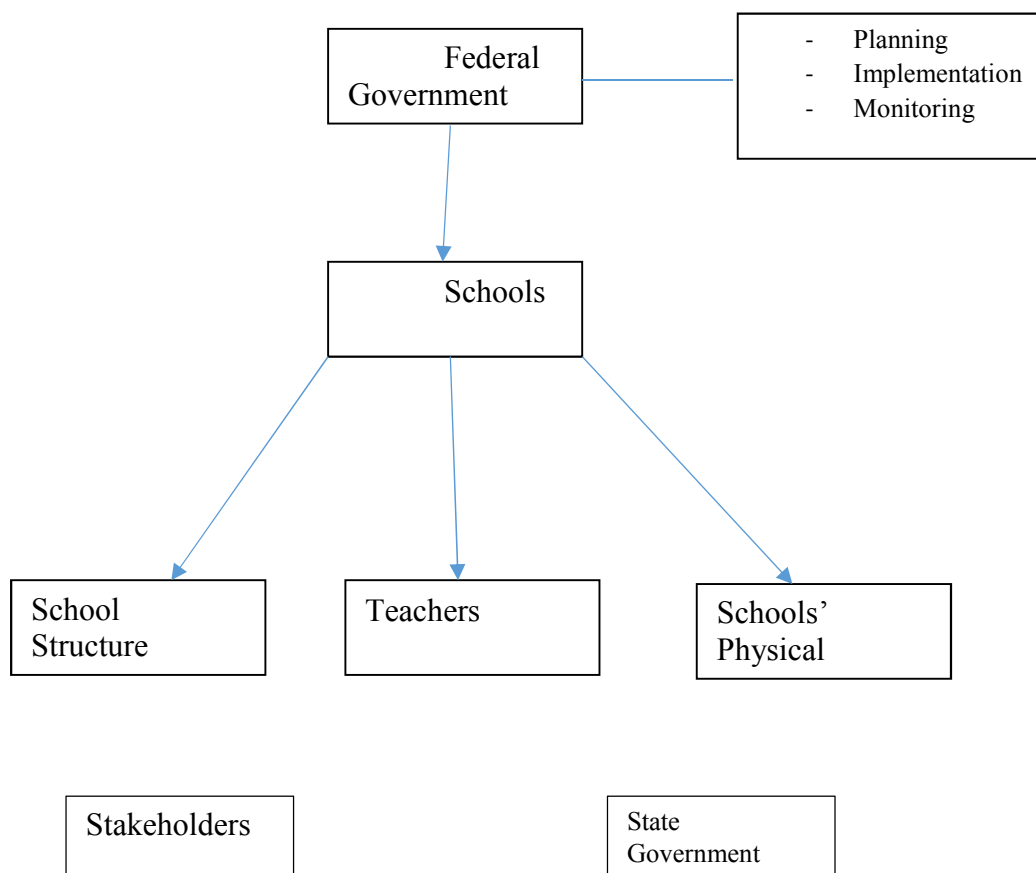 Federal
Government
- Planning
- Implementation
- Monitoring
Schools
School
Structure
Teachers
Schools’
Physical
Stakeholders
State
Government